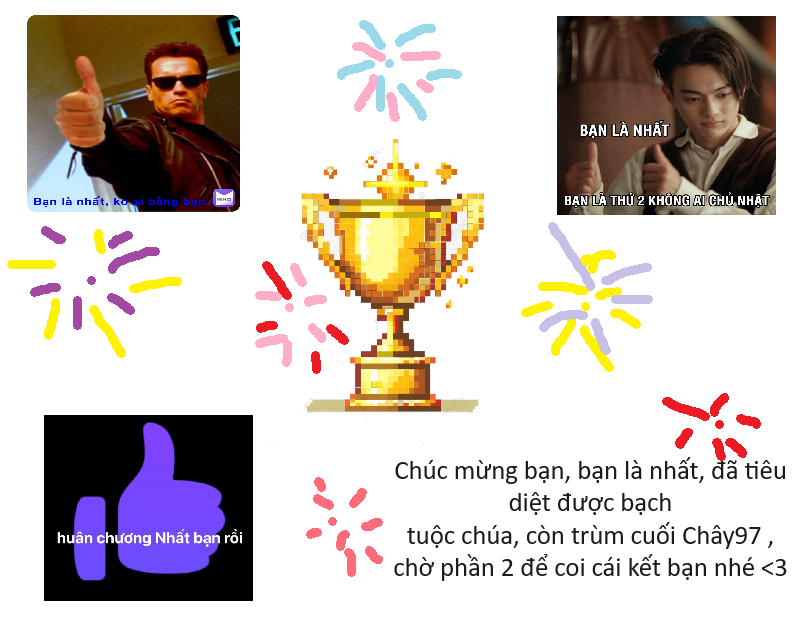 Bạn là nhất, ko ai bằng bạn
BẠN LÀ NHẤT
BẠN LÀ THỨ 2 KHÔNG AI CHỦ NHẬT
huân chương Nhất bạn rồi
Chúc mừng bạn, bạn là nhất, đã tiêu
diệt được bạch
tuộc chúa, còn trùm cuối Chây97 ,
chờ phần 2 để coi cái kết bạn nhé <3